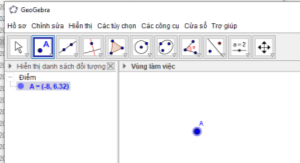 GeoGebra
Hồ sơ Chỉnh sửa Hiển thị Các tùy chọn Các công cụ Cửa sổ Trợ giúp
A
a = 2
Hiển thị danh sách đối tượng
Vùng làm việc
Điểm
A = (-8, 6.32)
A